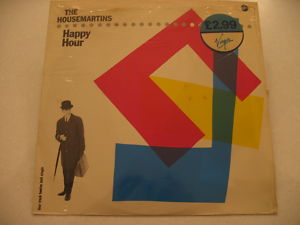 THE
HOUSEMARTINS
Happy
Hour
£2.99
Virgin